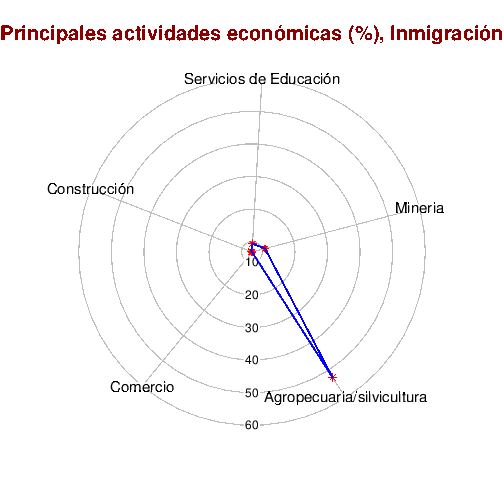 Principales actividades económicas (%), Inmigración
Servicios de Educación
Construcción
Mineria
10
20
30
40
50
60
Comercio
Agropecuaria/silvicultura